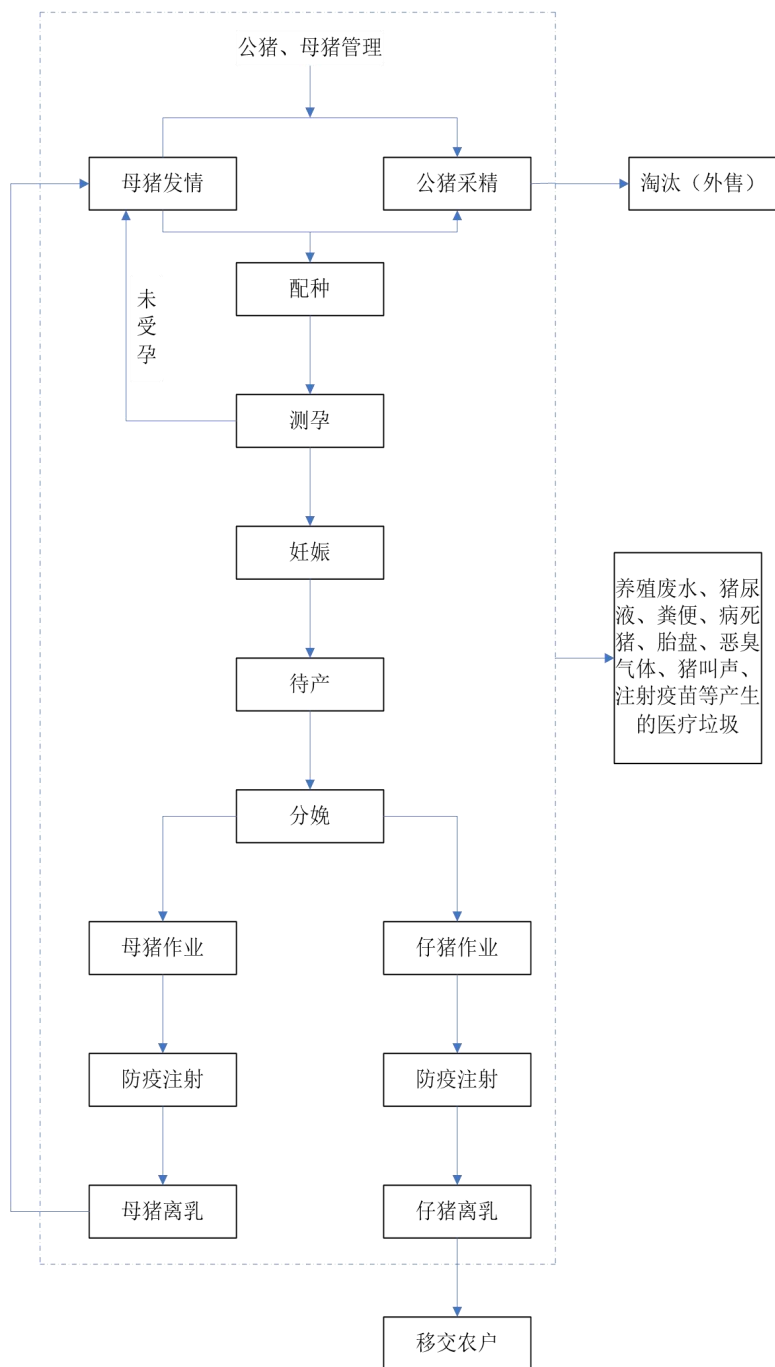 公猪、母猪管理
母猪发情
公猪采精
淘汰（外售）
配种
未
受
孕
测孕
妊娠
养殖废水、猪尿
液、粪便、病死
猪、胎盘、恶臭
气体、猪叫声、
注射疫苗等产生
的医疗垃圾
待产
分娩
母猪作业
仔猪作业
防疫注射
防疫注射
母猪离乳
仔猪离乳
移交农户